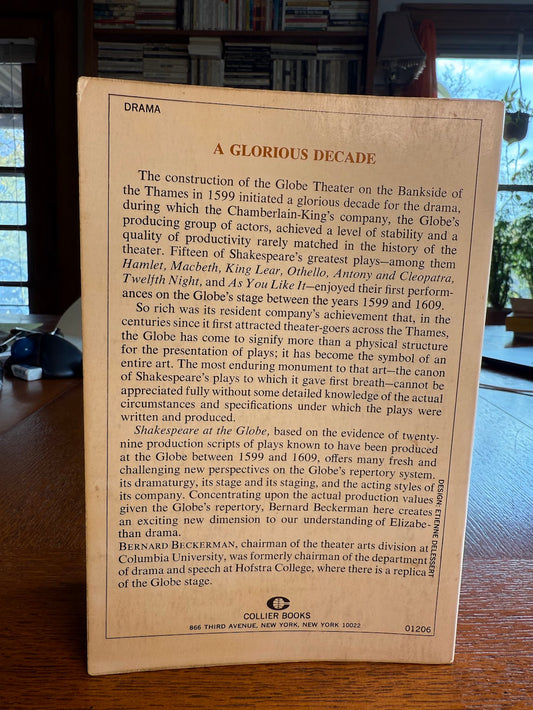 DRAMA
A GLORIOUS DECADE
The construction of the Globe Theater on the Bankside of
the Thames in 1599 initiated a glorious decade for the drama,
during which the Chamberlain-King's company, the Globe's
producing group of actors, achieved a level of stability and a
quality of productivity rarely matched in the history of the
theater. Fifteen of Shakespeare's greatest plays—among them
Hamlet, Macbeth, King Lear, Othello, Antony and Cleopatra,
Twelfth Night, and As You Like It—enjoyed their first perform-
ances on the Globe's stage between the years 1599 and 1609.
So rich was its resident company's achievement that, in the
centuries since it first attracted theater-goers across the Thames,
the Globe has come to signify more than a physical structure
for the presentation of plays; it has become the symbol of an
entire art. The most enduring monument to that art—the canon
of Shakespeare's plays to which it gave first breath—cannot be
appreciated fully without some detailed knowledge of the actual
circumstances and specifications under which the plays were
written and produced.
Shakespeare at the Globe, based on the evidence of twenty-
nine production scripts of plays known to have been produced
at the Globe between 1599 and 1609, offers many fresh and
challenging new perspectives on the Globe's repertory system,
its dramaturgy, its stage and its staging, and the acting styles of
its company. Concentrating upon the actual production values
given the Globe's repertory, Bernard Beckerman here creates
an exciting new dimension to our understanding of Elizabe-
than drama.
BERNARD BECKERMAN, chairman of the theater arts division at
Columbia University, was formerly chairman of the department
of drama and speech at Hofstra College, where there is a replica
of the Globe stage.
DESIGN: ETIENNE DELESSERT
COLLIER BOOKS
866 THIRD AVENUE, NEW YORK, NEW YORK 10022
01206